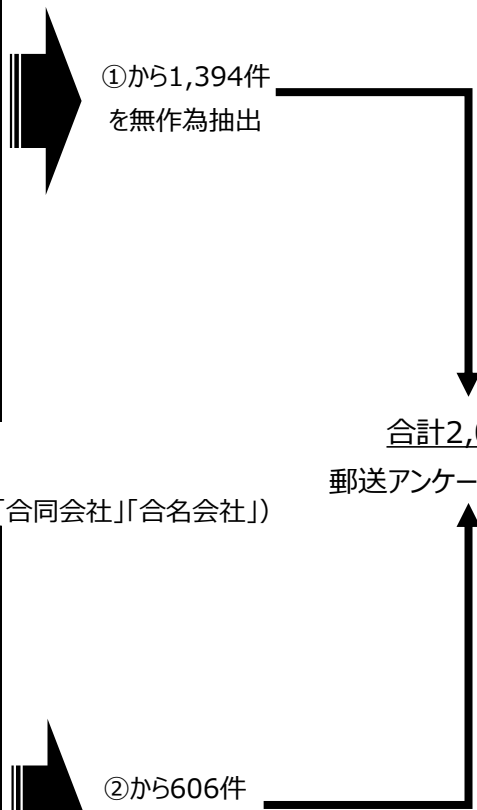 ①から1,394件
を無作為抽出
合計2,
郵送アンケー
「合同会社」「合名会社」）
②から606件